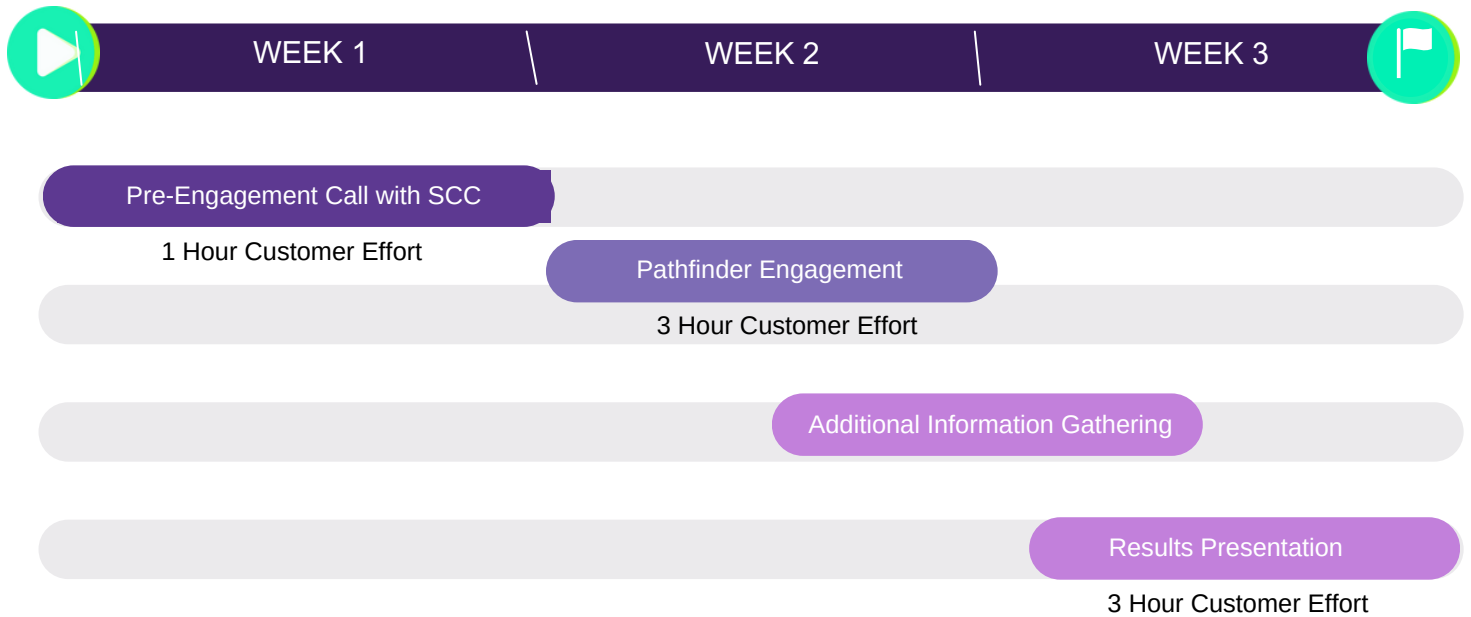 WEEK 1
WEEK 2
WEEK 3
Pre-Engagement Call with SCC
1 Hour Customer Effort
Pathfinder Engagement
3 Hour Customer Effort
Additional Information Gathering
Results Presentation
3 Hour Customer Effort